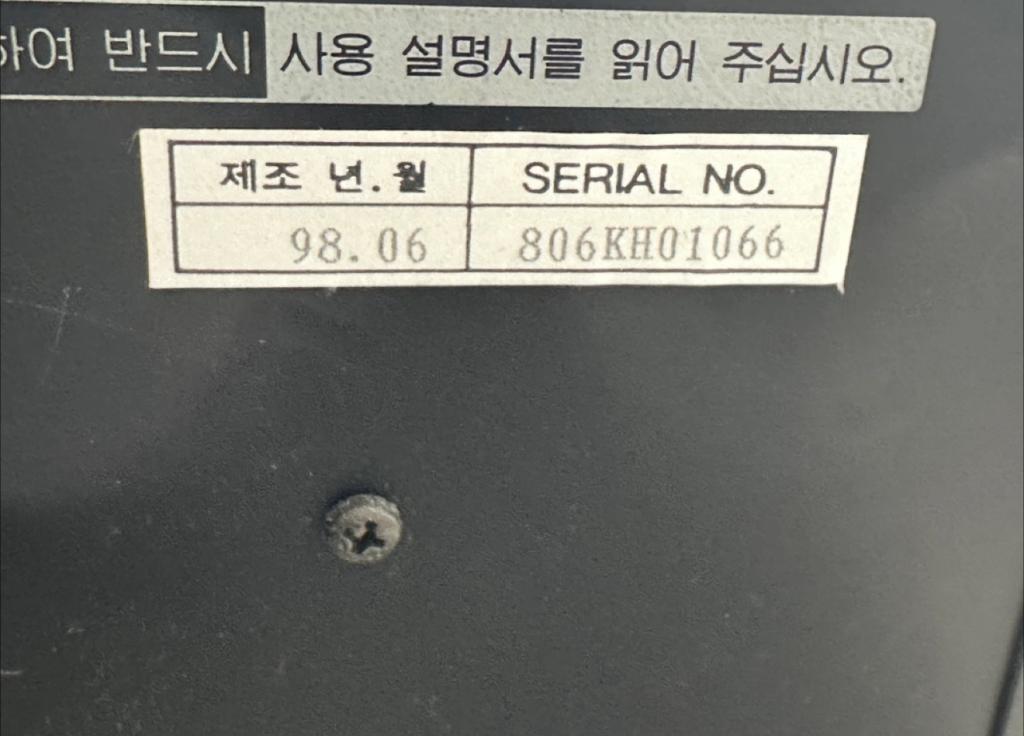 하여 반드시 사용 설명서를 읽어 주십시오.
제조 년.월 SERIAL NO.
98.06 806KH01066